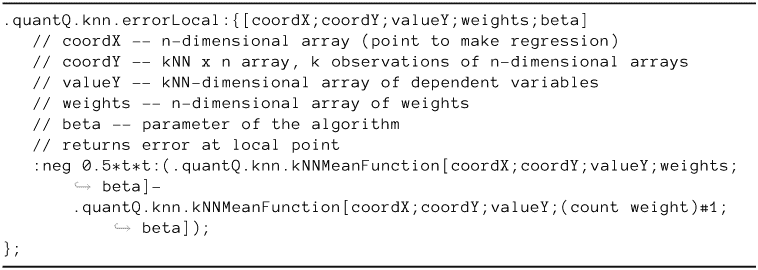 .quantQ.knn.errorLocal:{[coordX;coordY;valueY;weights;beta]
// coordX -- n-dimensional array (point to make regression)
// coordY -- kNN x n array, k observations of n-dimensional arrays
// valueY -- kNN-dimensional array of dependent variables
// weights -- n-dimensional array of weights
// beta -- parameter of the algorithm
// returns error at local point
:neg 0.5*t*t:(.quantQ.knn.kNNMeanFunction[coordX;coordY;valueY;weights;
↪ beta]-
.quantQ.knn.kNNMeanFunction[coordX;coordY;valueY;(count weight)#1;
↪ beta]);
};